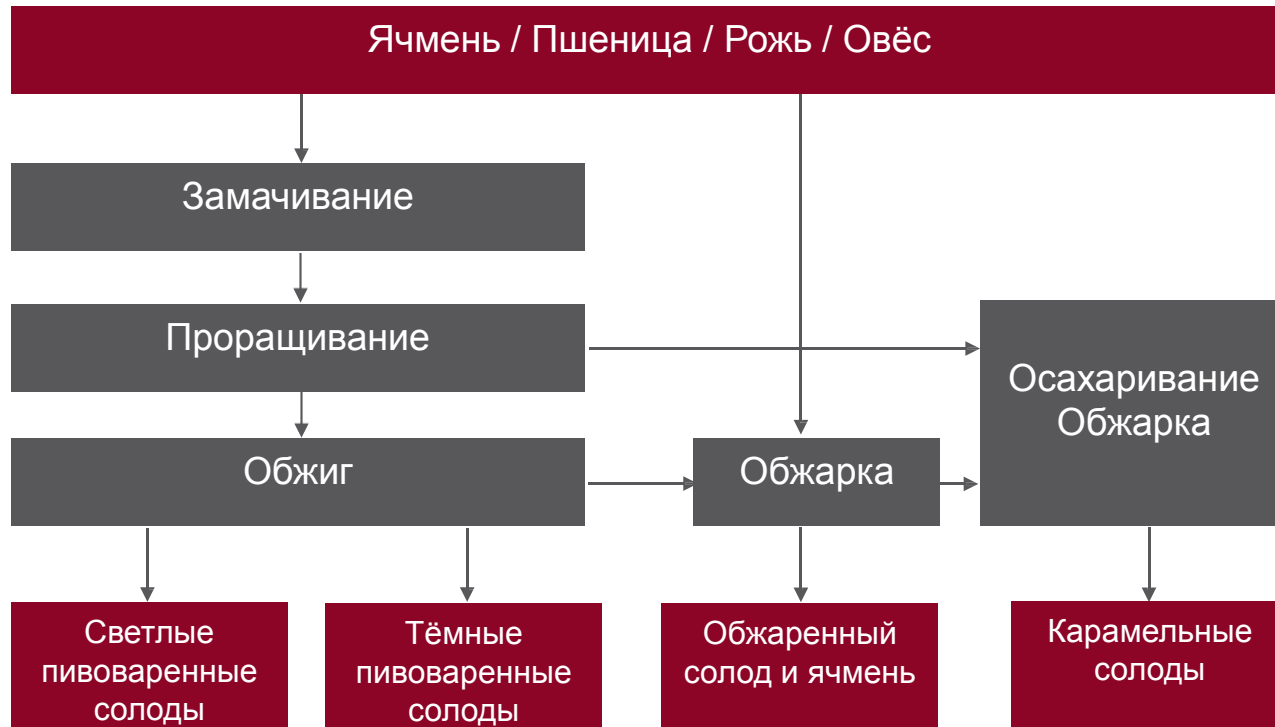 Ячмень / Пшеница / Рожь / Овёс
Замачивание
Проращивание
Осахаривание
Обжарка
Обжиг
Обжарка
Светлые
пивоваренные
солоды
Тёмные
пивоваренные
солоды
Обжаренный
солод и ячмень
Карамельные
солоды